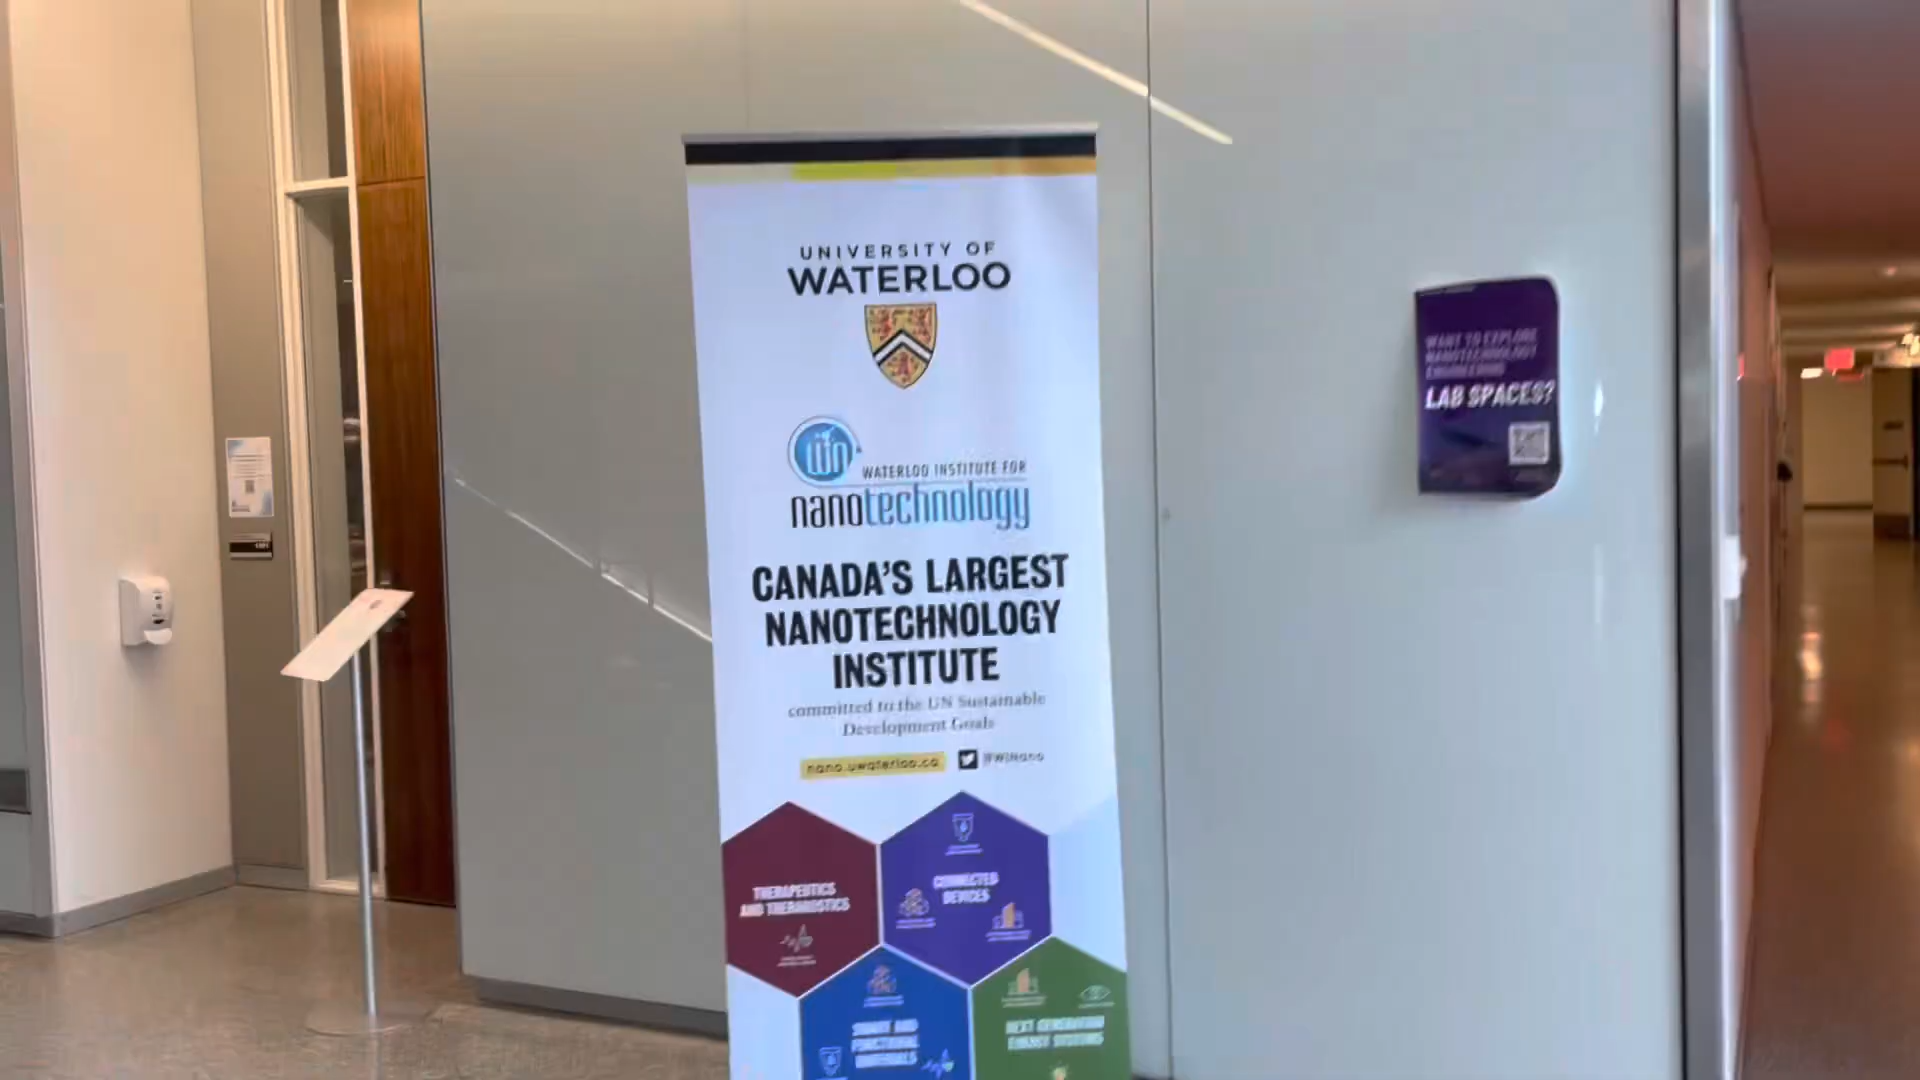 UNIVERSITY OF
WATERLOO
WIN
WATERLOO INSTITUTE FOR
nanotechnology
CANADA'S LARGEST
NANOTECHNOLOGY
INSTITUTE
committed to the UN Sustainable
Development Goals
nano.uwaterloo.ca
@WINano
THERAPEUTICS
AND THERANOSTICS
CONNECTED
DEVICES
SMART AND
FUNCTIONAL
MATERIALS
NEXT GENERATION
ENERGY SYSTEMS
WANT TO EXPLORE
NANOTECHNOLOGY
ENGINEERING
LAB SPACES?